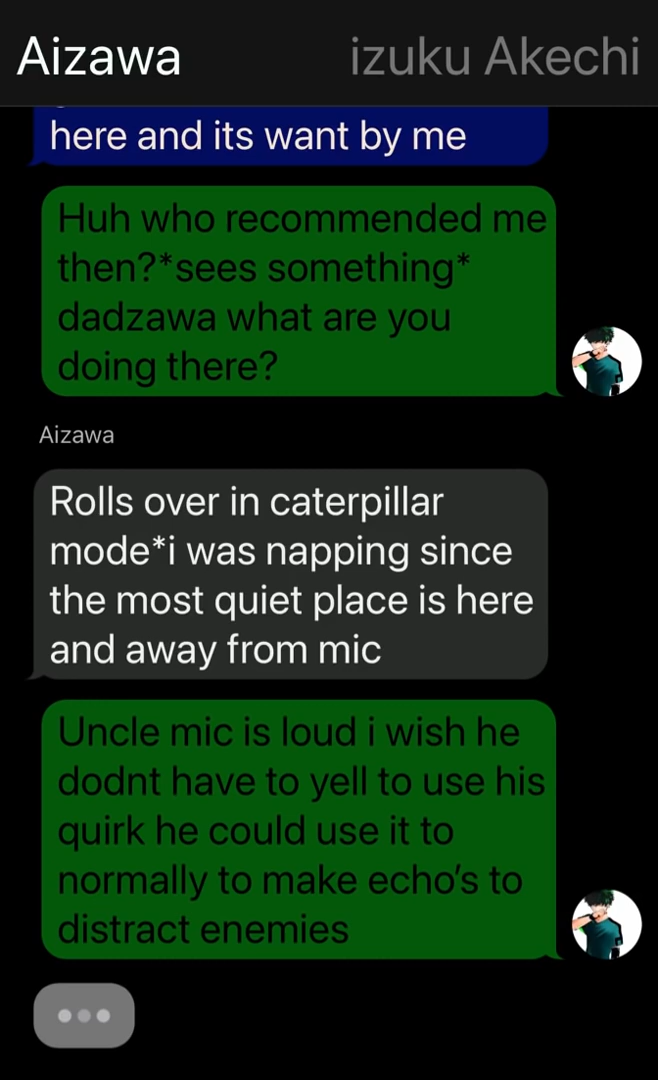 Aizawa izuku Akechi
here and its want by me
Huh who recommended me
then?*sees something*
dadzawa what are you
doing there?
Aizawa
Rolls over in caterpillar
mode*i was napping since
the most quiet place is here
and away from mic
Uncle mic is loud i wish he
dodnt have to yell to use his
quirk he could use it to
normally to make echo's to
distract enemies